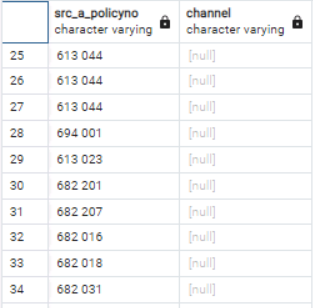 src_a_policyno channel
character varying character varying
25 613 044 [null]
26 613 044 [null]
27 613 044 [null]
28 694 001 [null]
29 613 023 [null]
30 682 201 [null]
31 682 207 [null]
32 682 016 [null]
33 682 018 [null]
34 682 031 [null]